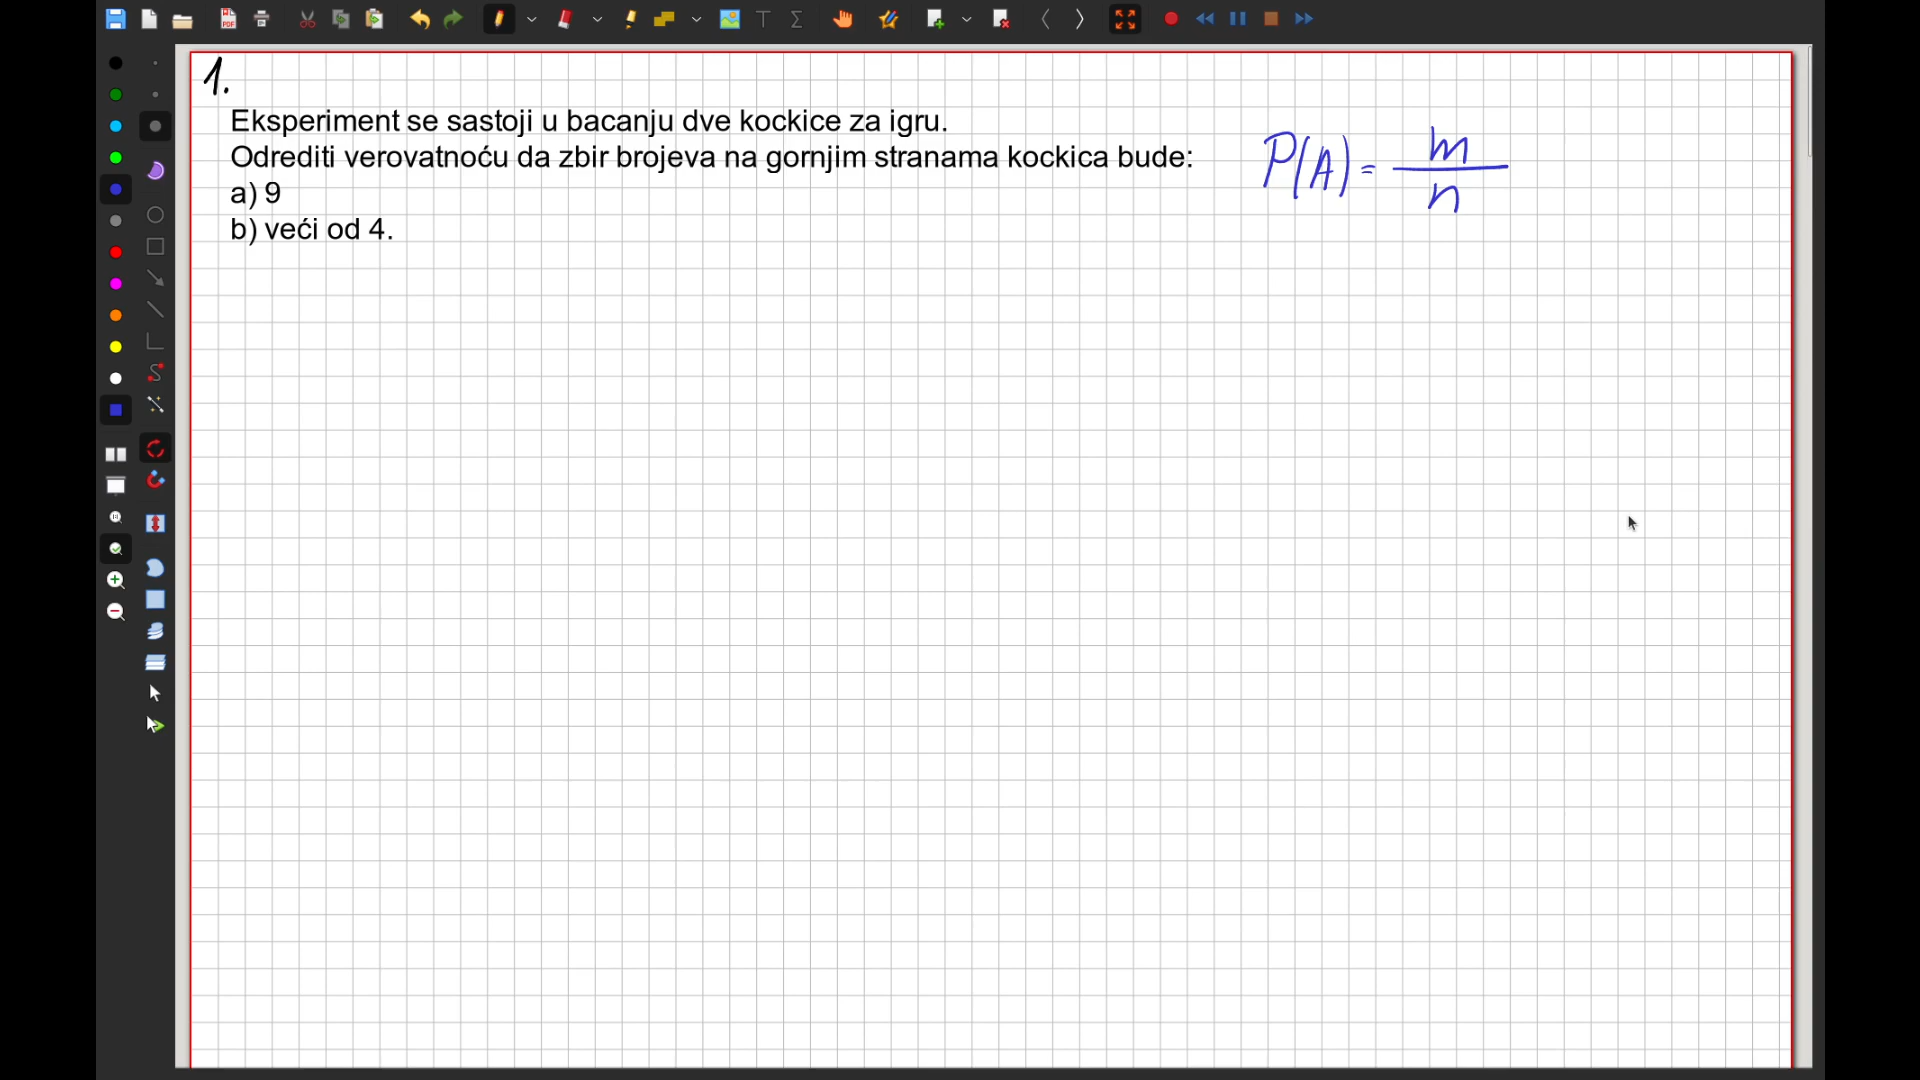 1.
Eksperiment se sastoji u bacanju dve kockice za igru.
Odrediti verovatnoću da zbir brojeva na gornjim stranama kockica bude:
a) 9
b) veći od 4.
P(A) = m/n